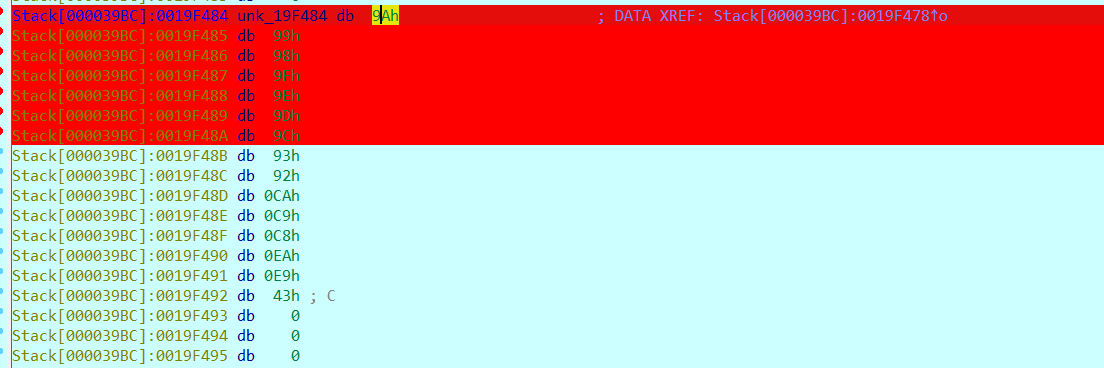 Stack[000039BC]:0019F484 unk_19F484 db 9Ah ; DATA XREF: Stack[000039BC]:0019F478↑o
Stack[000039BC]:0019F485 db 99h
Stack[000039BC]:0019F486 db 98h
Stack[000039BC]:0019F487 db 9Fh
Stack[000039BC]:0019F488 db 9Eh
Stack[000039BC]:0019F489 db 9Dh
Stack[000039BC]:0019F48A db 9Ch
Stack[000039BC]:0019F48B db 93h
Stack[000039BC]:0019F48C db 92h
Stack[000039BC]:0019F48D db 0CAh
Stack[000039BC]:0019F48E db 0C9h
Stack[000039BC]:0019F48F db 0C8h
Stack[000039BC]:0019F490 db 0EAh
Stack[000039BC]:0019F491 db 0E9h
Stack[000039BC]:0019F492 db 43h ; C
Stack[000039BC]:0019F493 db 0
Stack[000039BC]:0019F494 db 0
Stack[000039BC]:0019F495 db 0